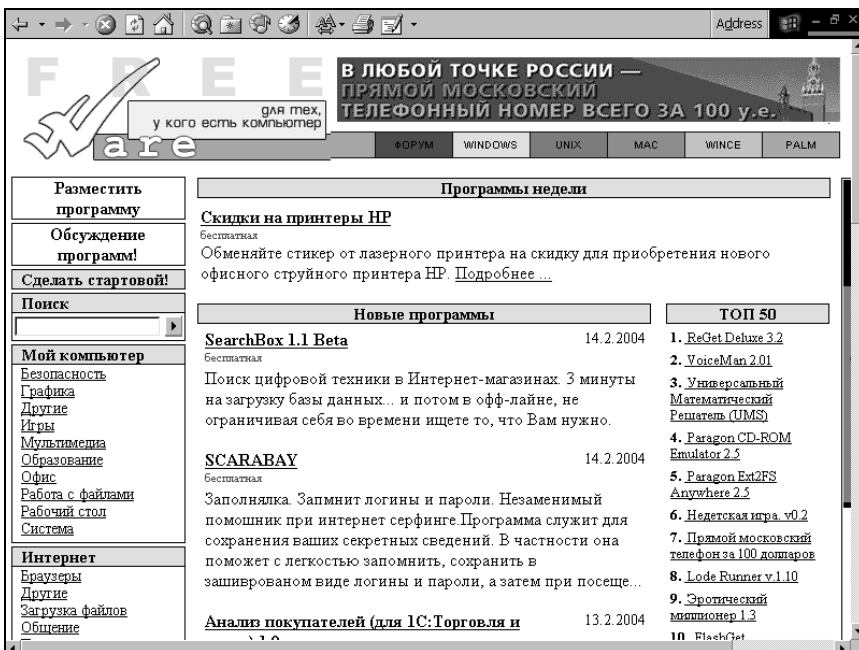 Address
FREE
Ware
для тех,
у кого есть компьютер
В ЛЮБОЙ ТОЧКЕ РОССИИ —
ПРЯМОЙ МОСКОВСКИЙ
ТЕЛЕФОННЫЙ НОМЕР ВСЕГО ЗА 100 у.е.
ФОРУМ WINDOWS UNIX MAC WINCE PALM
Разместить
программу
Обсуждение
программ!
Сделать стартовой!
Поиск
Мой компьютер
Безопасность
Графика
Другие
Игры
Мультимедиа
Образование
Офис
Работа с файлами
Рабочий стол
Система
Интернет
Браузеры
Другие
Загрузка файлов
Общение
Программы недели
Скидки на принтеры HP
бесплатная
Обменяйте стикер от лазерного принтера на скидку для приобретения нового
офисного струйного принтера HP. Подробнее ...
Новые программы
SearchBox 1.1 Beta 14.2.2004
бесплатная
Поиск цифровой техники в Интернет-магазинах. 3 минуты
на загрузку базы данных... и потом в офф-лайне, не
ограничивая себя во времени ищете то, что Вам нужно.
SCARABAY 14.2.2004
бесплатная
Заполнялка. Запмнит логины и пароли. Незаменимый
помошник при интернет серфинге.Программа служит для
сохранения ваших секретных сведений. В частности она
поможет с легкостью запомнить, сохранить в
зашиврованом виде логины и пароли, а затем при посеще...
Анализ покупателей (для 1С:Торговля и 13.2.2004
ТОП 50
1. ReGet Deluxe 3.2
2. VoiceMan 2.01
3. Универсальный
Математический
Решатель (UMS)
4. Paragon CD-ROM
Emulator 2.5
5. Paragon Ext2FS
Anywhere 2.5
6. Недетская игра. v0.2
7. Прямой московский
телефон за 100 долларов
8. Lode Runner v.1.10
9. Эротический
миллионер 1.3
10. FlashGet